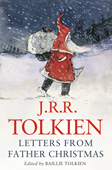 J.R.R.
TOLKIEN
LETTERS FROM
FATHER CHRISTMAS
Edited by BAILLIE TOLKIEN